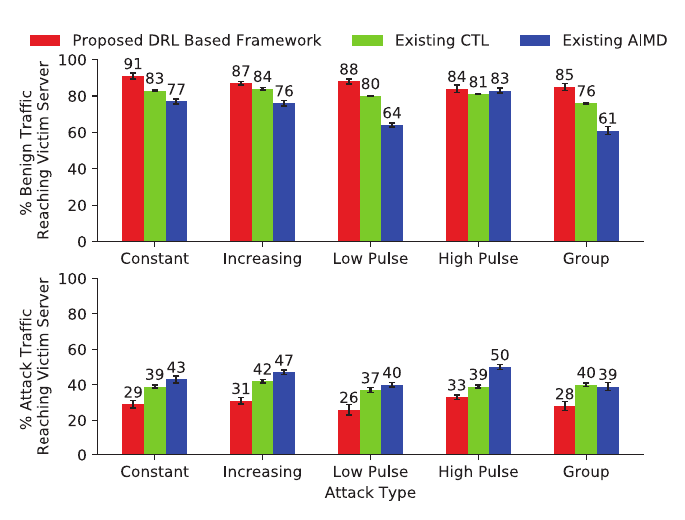 Proposed DRL Based Framework Existing CTL Existing AIMD
% Benign Traffic
Reaching Victim Server
100
80
60
40
20
0
91 83 77
87 84 76
88 80 64
84 81 83
85 76 61
Constant Increasing Low Pulse High Pulse Group
% Attack Traffic
Reaching Victim Server
100
80
60
40
20
0
29 39 43
31 42 47
26 37 40
33 39 50
28 40 39
Constant Increasing Low Pulse High Pulse Group
Attack Type